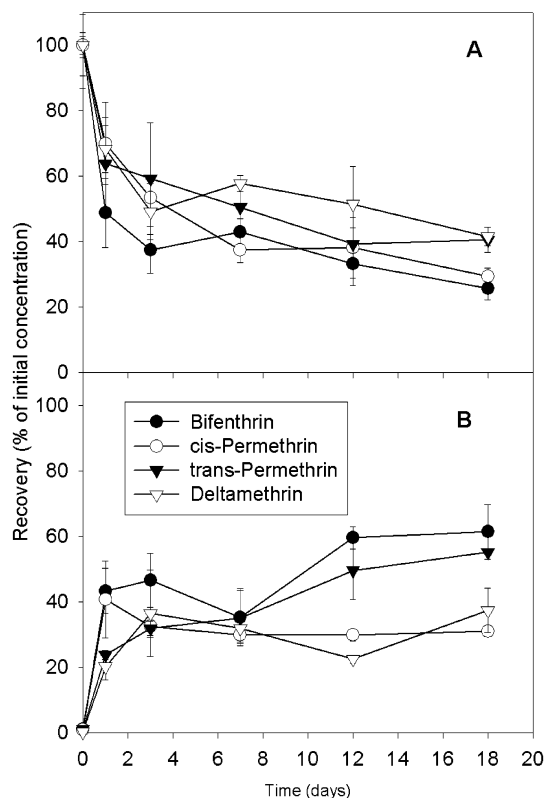 A
100
80
60
40
20
0
Recovery (% of initial concentration)
B
100
80
60
40
20
0
Bifenthrin
cis-Permethrin
trans-Permethrin
Deltamethrin
0 2 4 6 8 10 12 14 16 18 20
Time (days)